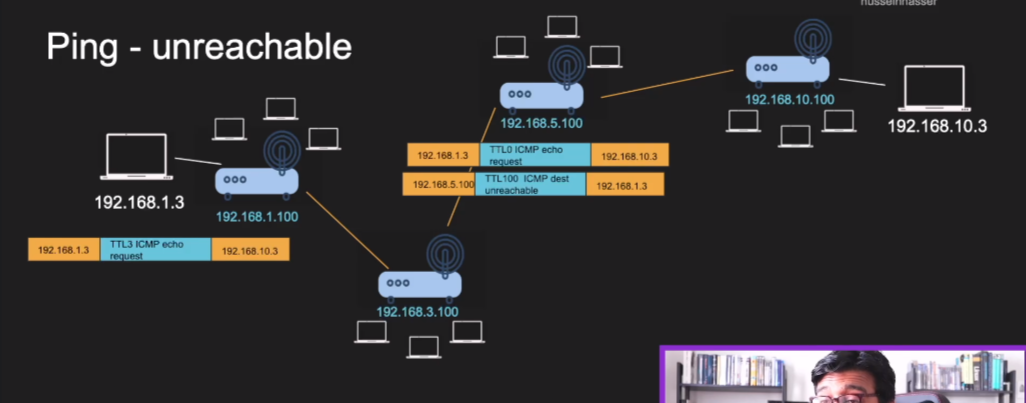 husseinnasser
Ping - unreachable
192.168.10.100
192.168.10.3
192.168.5.100
192.168.1.3
TTL0 ICMP echo
request
192.168.10.3
192.168.5.100
TTL100 ICMP dest
unreachable
192.168.1.3
192.168.1.3
192.168.1.100
192.168.1.3
TTL3 ICMP echo
request
192.168.10.3
192.168.3.100